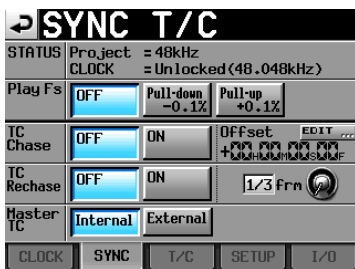 SYNC T/C
STATUS Project =48kHz
CLOCK =Unlocked(48.048kHz)
Play Fs OFF Pull-down -0.1% Pull-up +0.1%
TC Chase OFF ON Offset EDIT ...
+00H00M00S00F
TC Rechase OFF ON 1/3 frm
Master TC Internal External
CLOCK SYNC T/C SETUP I/O